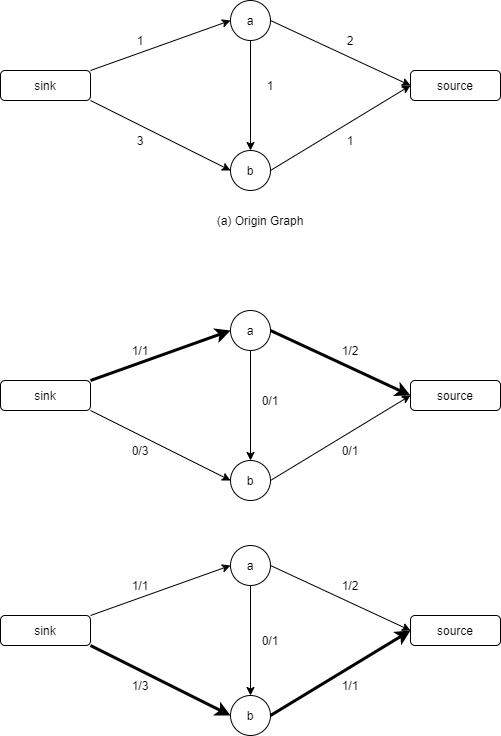 a
1
2
sink
1
source
3
1
b
(a) Origin Graph
a
1/1
1/2
sink
0/1
source
0/3
0/1
b
a
1/1
1/2
sink
0/1
source
1/3
1/1
b